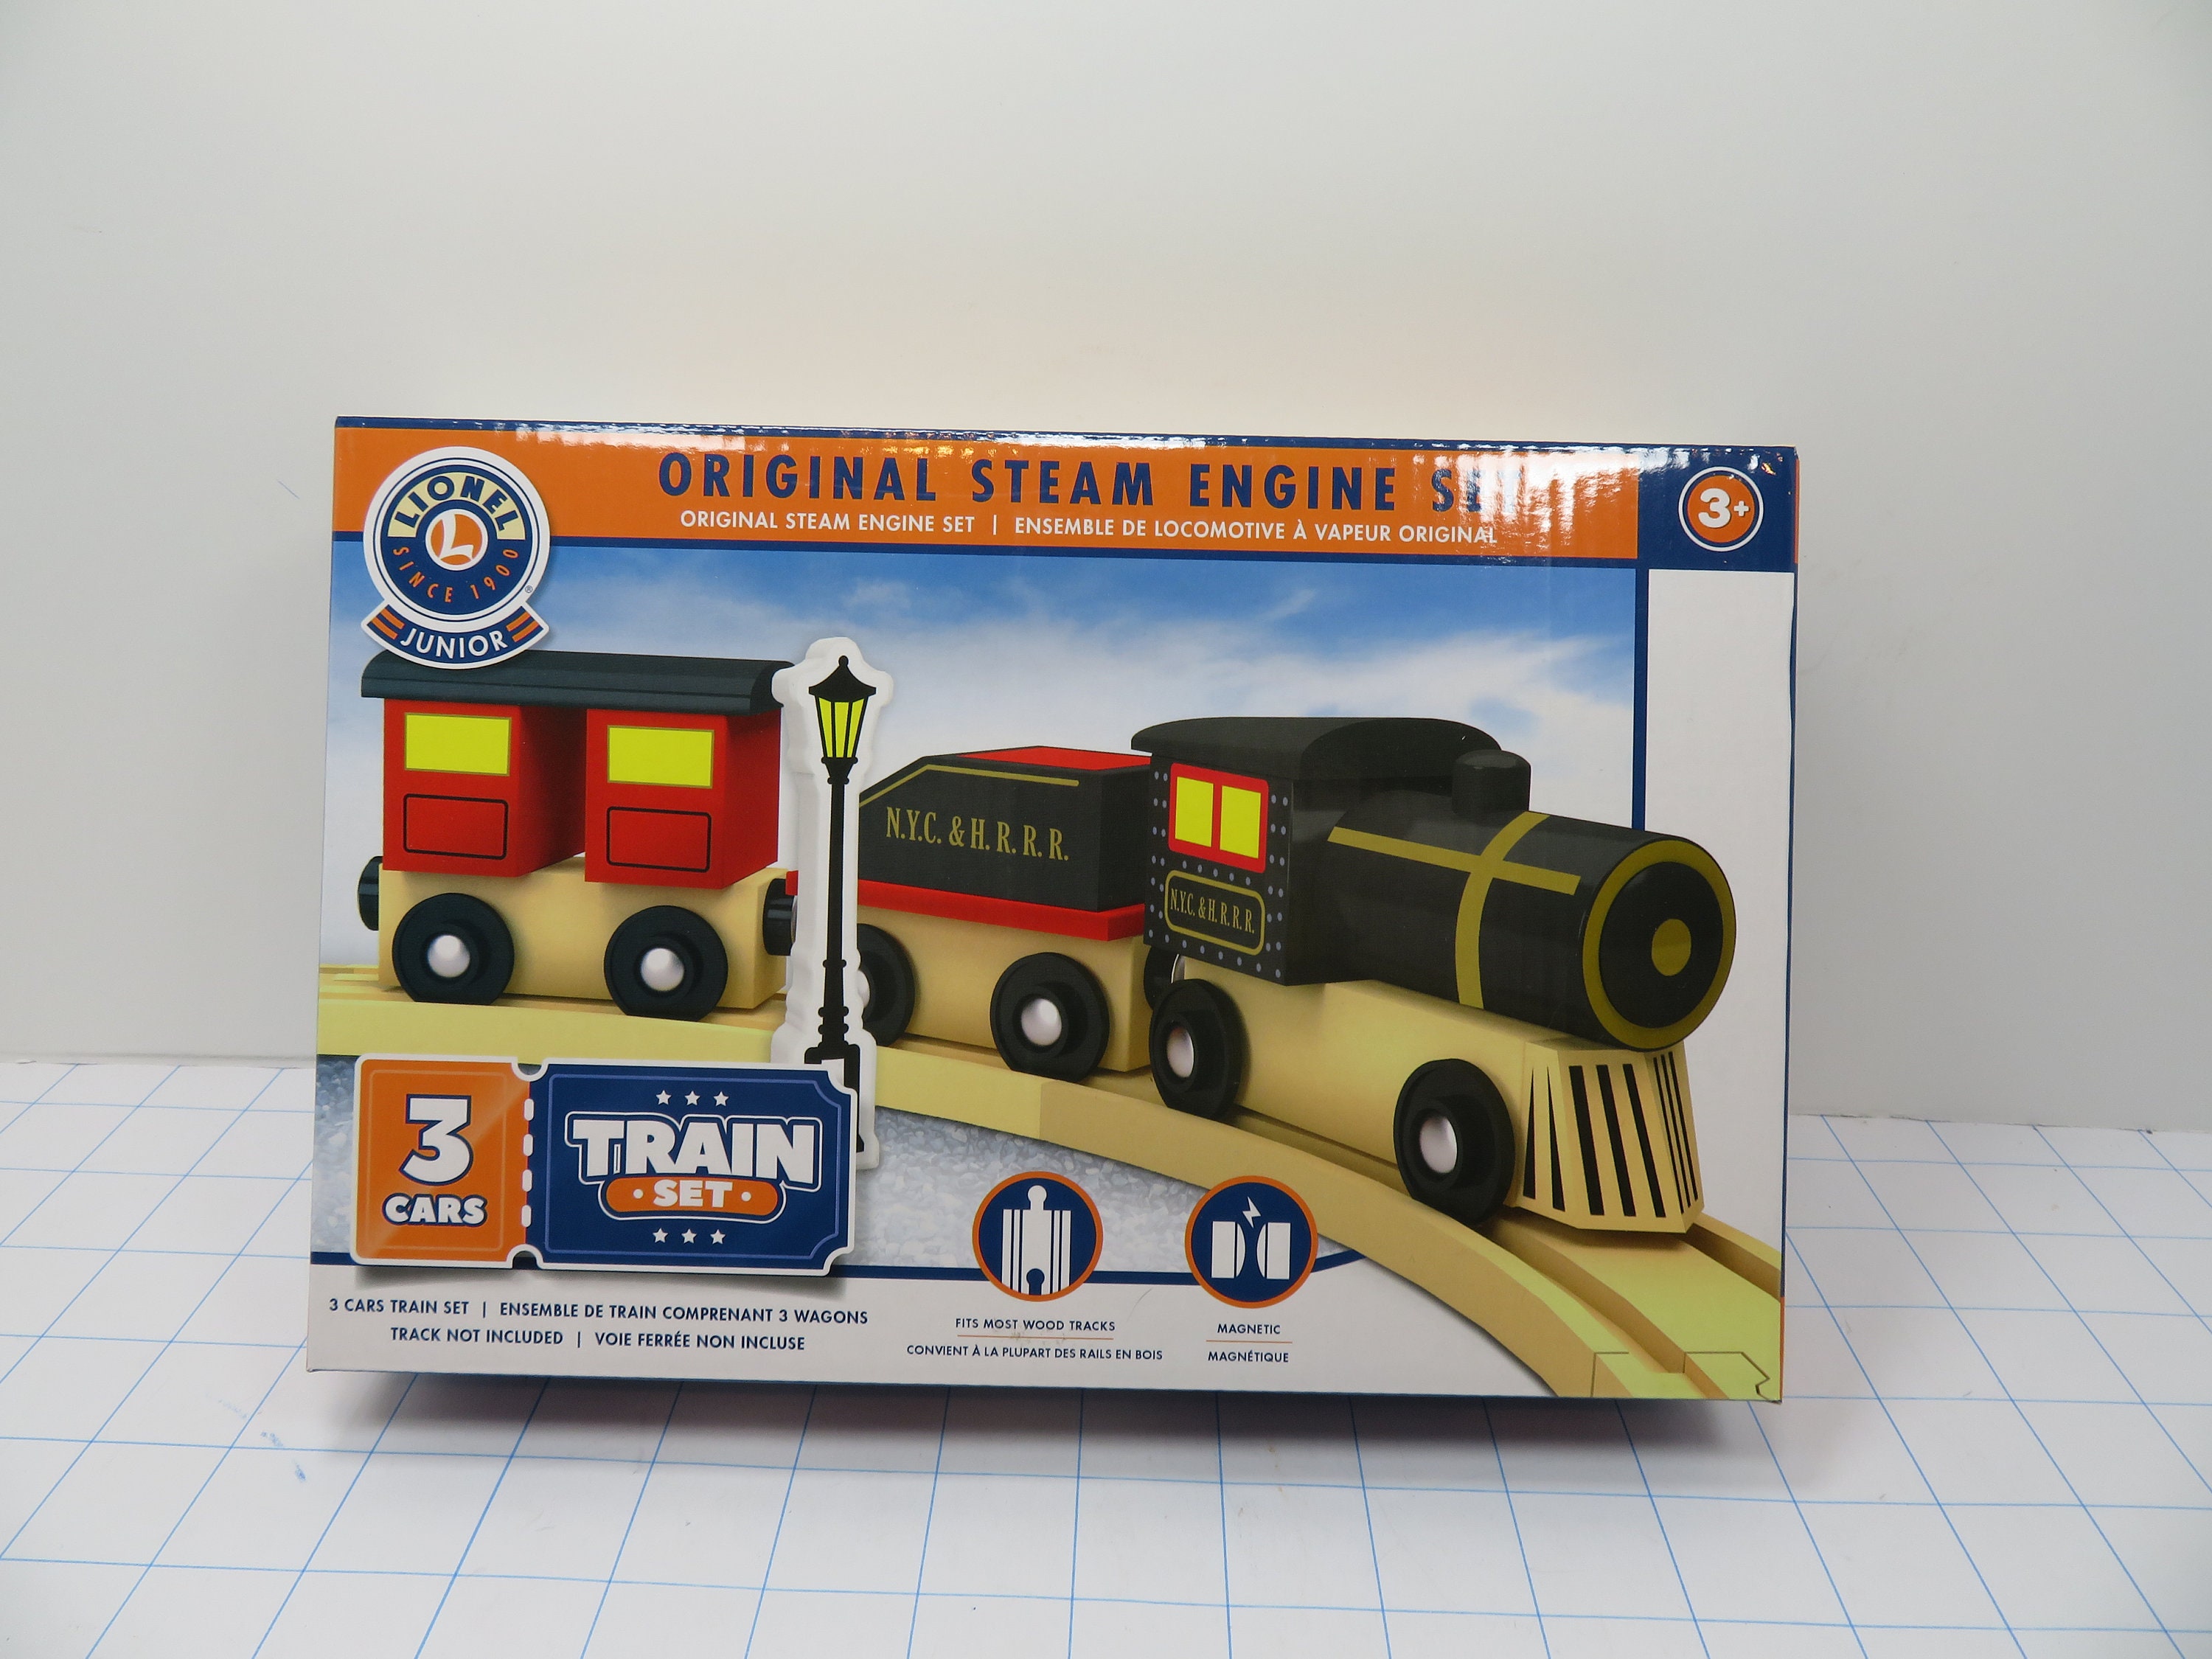 ORIGINAL STEAM ENGINE SET
ORIGINAL STEAM ENGINE SET | ENSEMBLE DE LOCOMOTIVE À VAPEUR ORIGINAL
3+
LIONEL
L
SINCE 1900
®
JUNIOR
N.Y.C. & H. R. R. R.
N.Y.C. & H. R. R. R.
3
CARS
TRAIN
• SET •
3 CARS TRAIN SET | ENSEMBLE DE TRAIN COMPRENANT 3 WAGONS
TRACK NOT INCLUDED | VOIE FERRÉE NON INCLUSE
FITS MOST WOOD TRACKS
CONVIENT À LA PLUPART DES RAILS EN BOIS
MAGNETIC
MAGNÉTIQUE